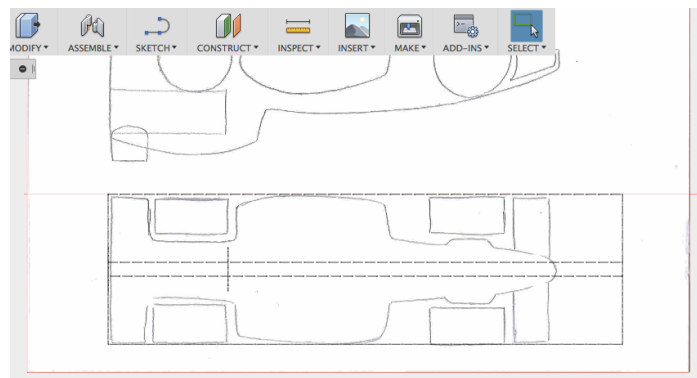 MODIFY ▾ ASSEMBLE ▾ SKETCH ▾ CONSTRUCT ▾ INSPECT ▾ INSERT ▾ MAKE ▾ ADD-INS ▾ SELECT ▾